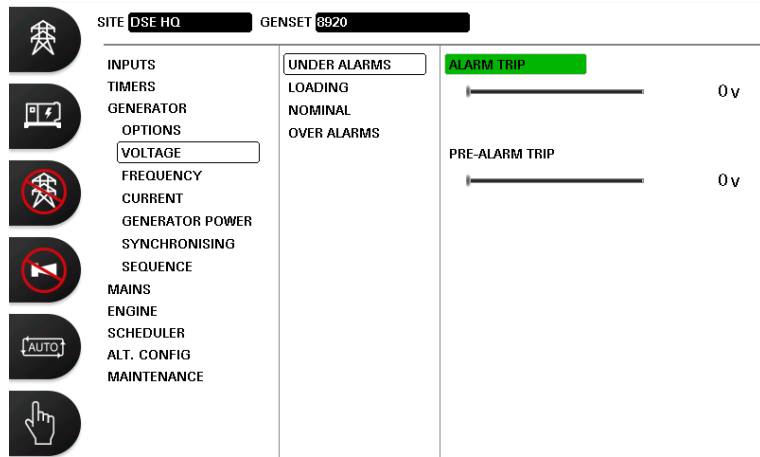 SITE DSE HQ GENSET 8920
INPUTS
TIMERS
GENERATOR
OPTIONS
VOLTAGE
FREQUENCY
CURRENT
GENERATOR POWER
SYNCHRONISING
SEQUENCE
MAINS
ENGINE
SCHEDULER
ALT. CONFIG
MAINTENANCE
UNDER ALARMS
LOADING
NOMINAL
OVER ALARMS
ALARM TRIP
0 v
PRE-ALARM TRIP
0 v
AUTO